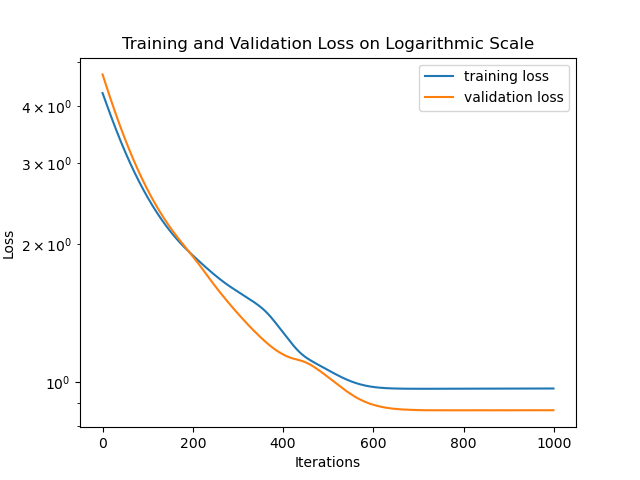 Training and Validation Loss on Logarithmic Scale
training loss
validation loss
4 × 10⁰
3 × 10⁰
2 × 10⁰
10⁰
Loss
0 200 400 600 800 1000
Iterations